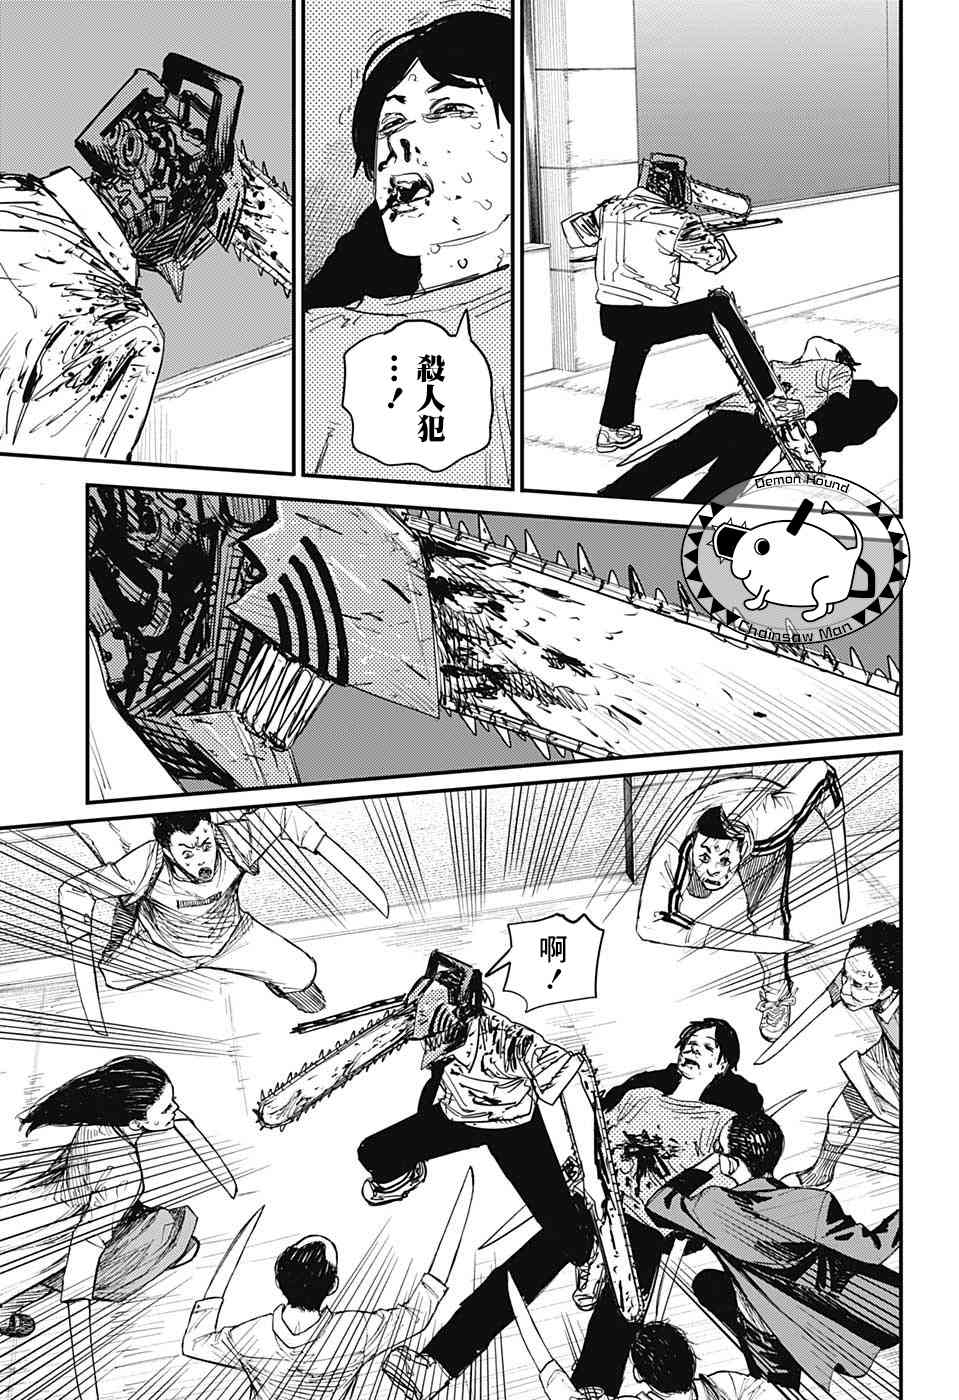 殺人犯
…！
Demon Hound
Chainsaw Man
啊！